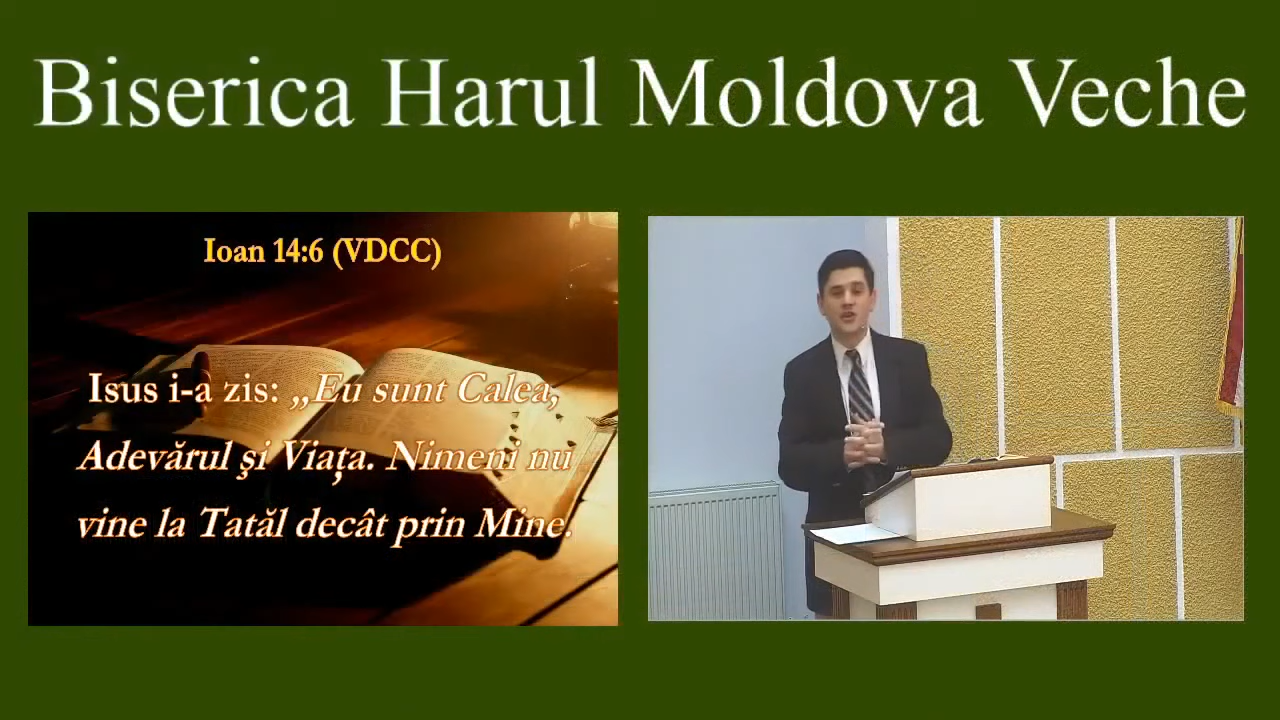 Biserica Harul Moldova Veche
Ioan 14:6 (VDCC)
Isus i-a zis: „Eu sunt Calea,
Adevărul şi Viaţa. Nimeni nu
vine la Tatăl decât prin Mine.